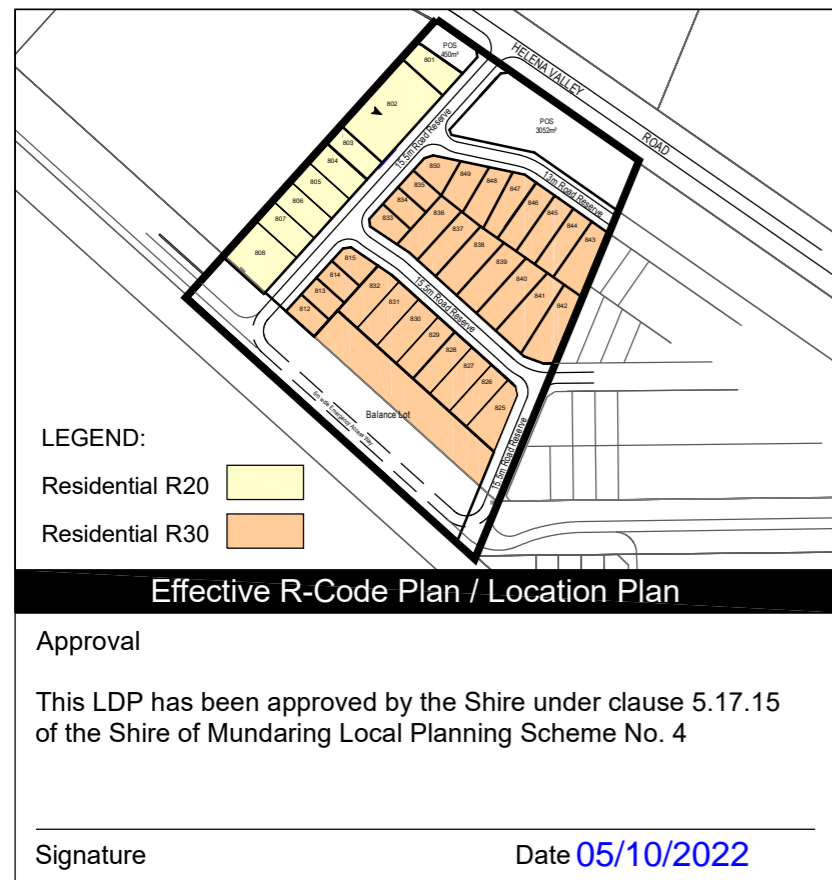 POS
450m²
801
802
HELENA VALLEY
ROAD
POS
3052m²
15.5m Road Reserve
803
804
805
806
807
808
13m Road Reserve
850
849
848
847
846
845
844
843
835
834
833
836
837
838
839
840
841
842
15.5m Road Reserve
815
814
813
812
832
831
830
829
828
827
826
825
15.5m Road Reserve
Balance Lot
6m wide Emergency Access Way
LEGEND:
Residential R20
Residential R30
Effective R-Code Plan / Location Plan
Approval
This LDP has been approved by the Shire under clause 5.17.15
of the Shire of Mundaring Local Planning Scheme No. 4
Signature
Date 05/10/2022